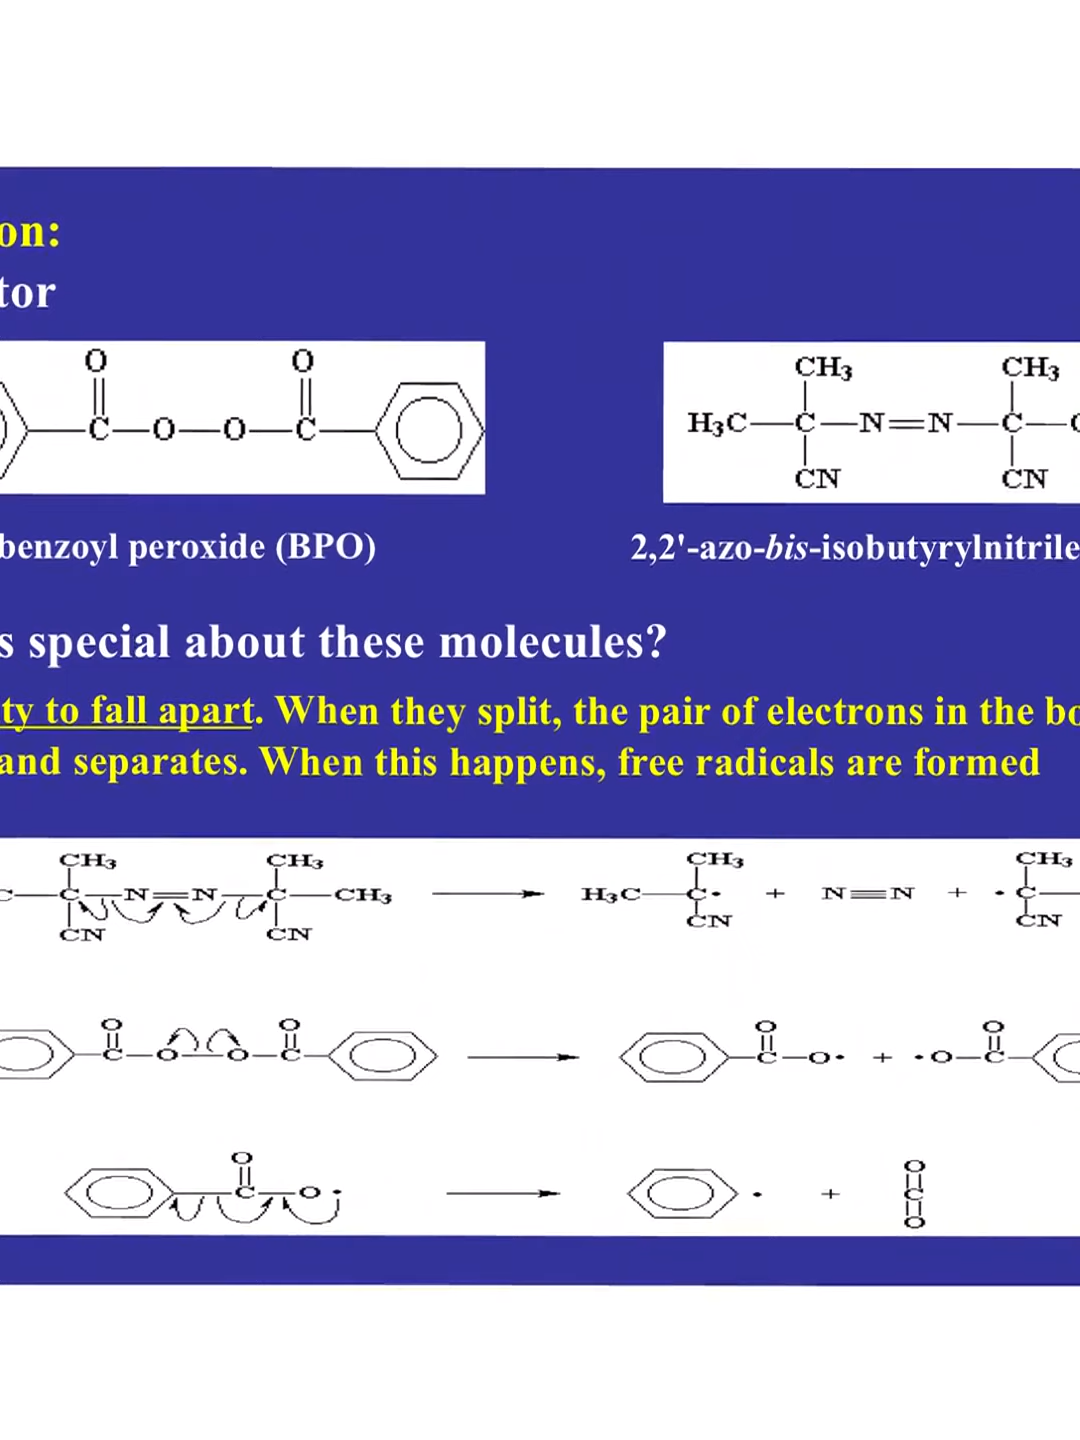 on:
tor
O O
C—O—O—C
CH3 CH3
H3C—C—N=N—C—C
CN CN
benzoyl peroxide (BPO) 2,2'-azo-bis-isobutyrylnitrile
s special about these molecules?
ty to fall apart. When they split, the pair of electrons in the bo
and separates. When this happens, free radicals are formed
CH3 CH3 CH3 CH3
C—C—N=N—C—CH3 H3C—C• + N≡N + •C—
CN CN CN CN
O O O O
C—O—O—C C—O• + •O—C
O O
C—O• • + C
O